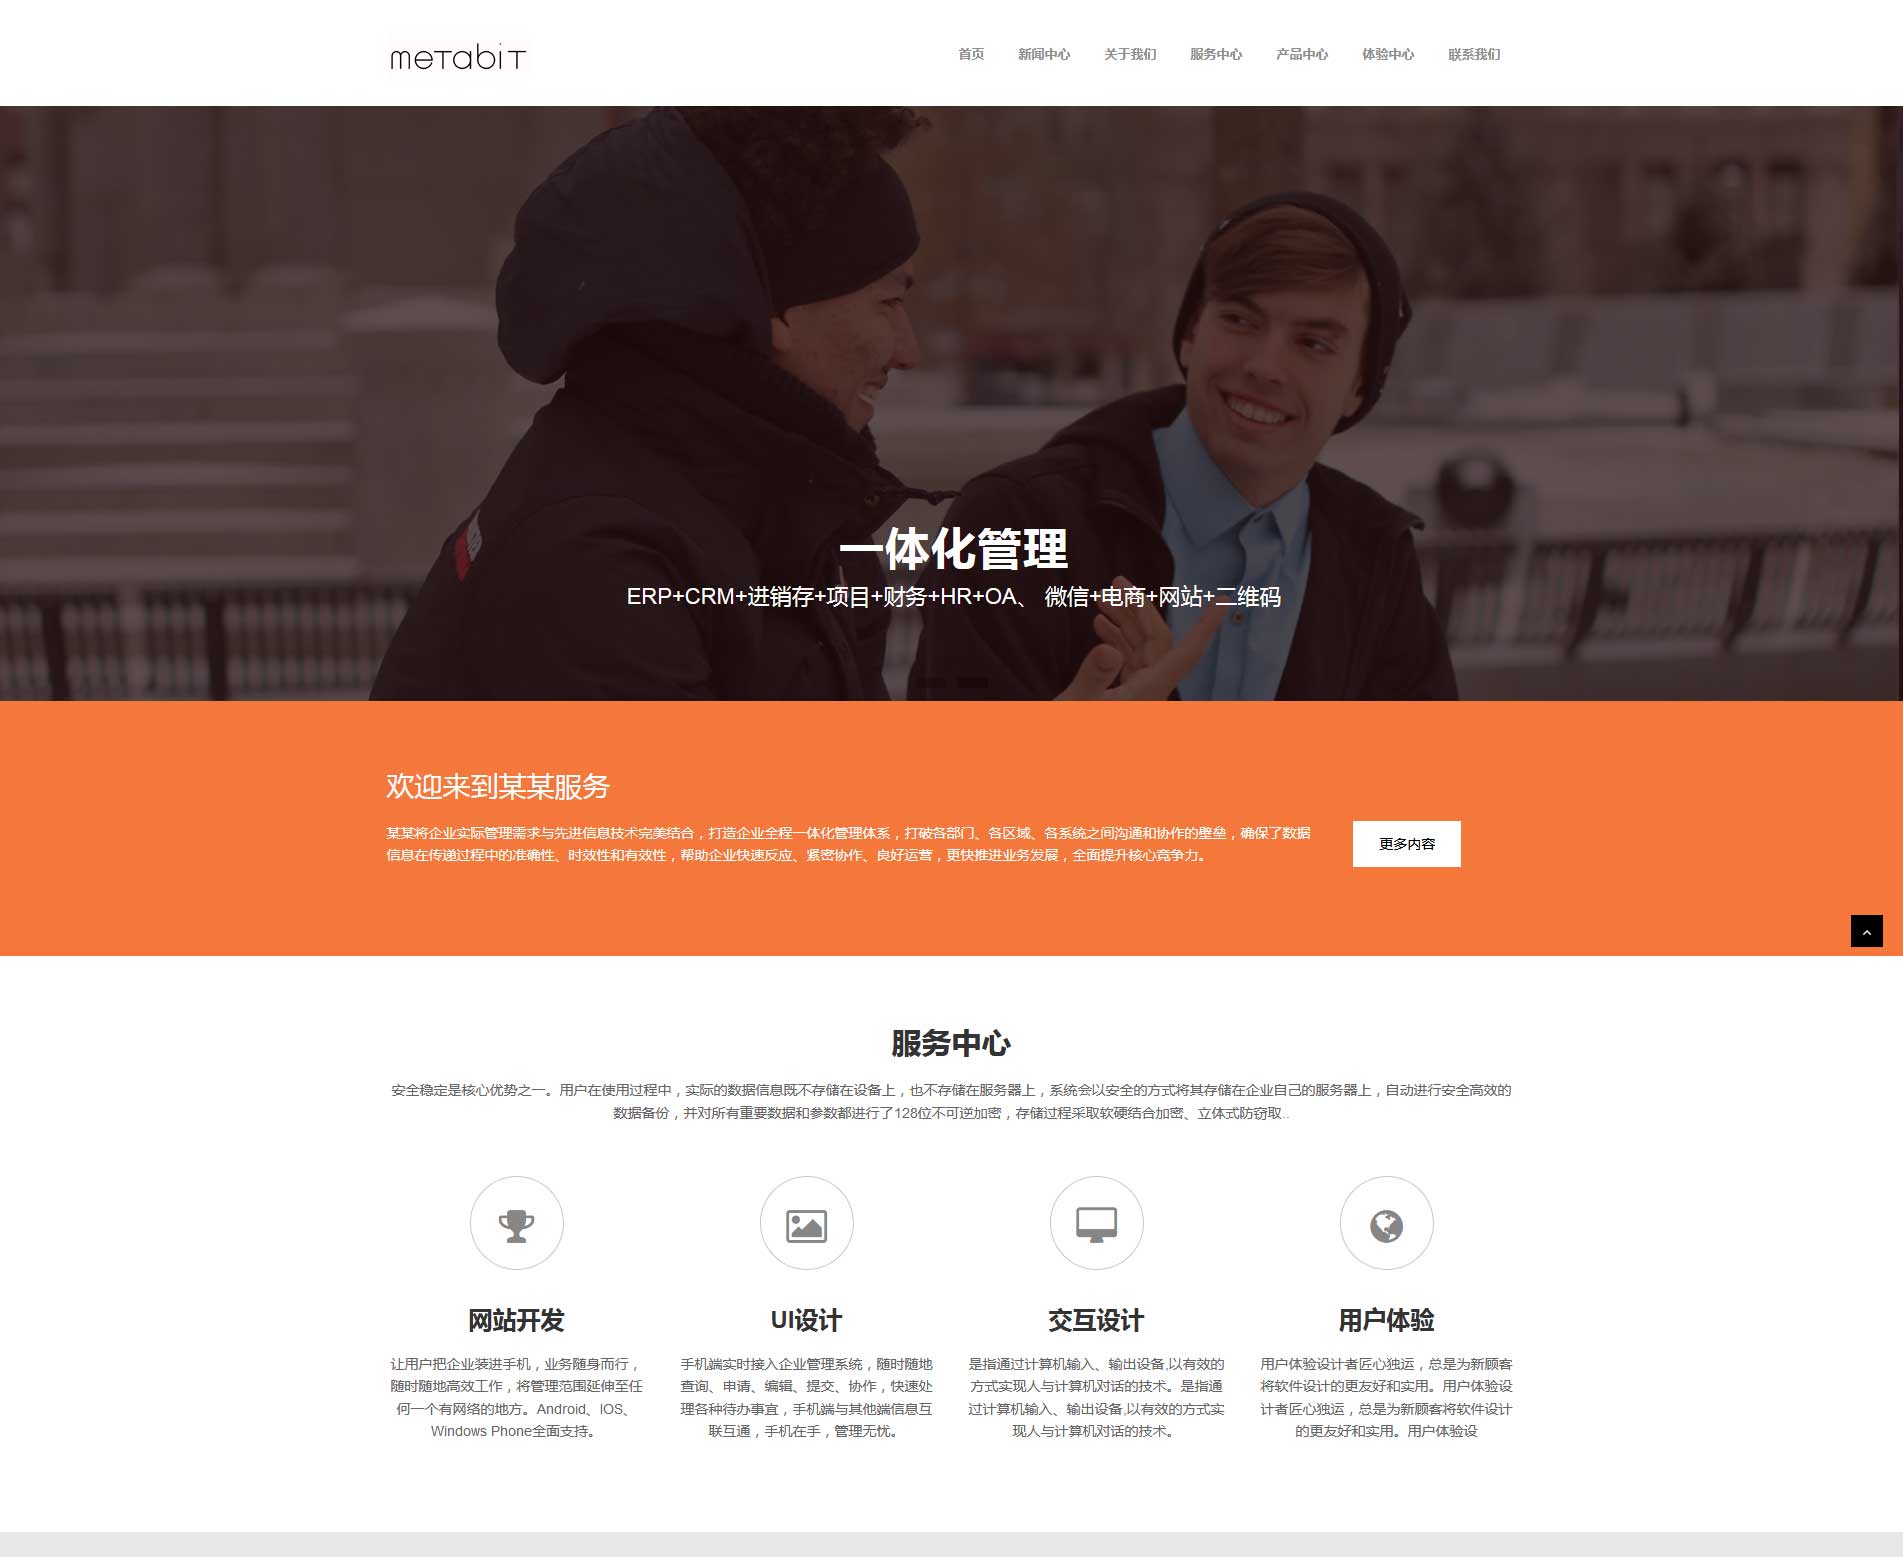 metabit
首页 新闻中心 关于我们 服务中心 产品中心 体验中心 联系我们
一体化管理
ERP+CRM+进销存+项目+财务+HR+OA、 微信+电商+网站+二维码
欢迎来到某某服务
某某将企业实际管理需求与先进信息技术完美结合，打造企业全程一体化管理体系，打破各部门、各区域、各系统之间沟通和协作的壁垒，确保了数据
信息在传递过程中的准确性、时效性和有效性，帮助企业快速反应、紧密协作、良好运营，更快推进业务发展，全面提升核心竞争力。
更多内容
服务中心
安全稳定是核心优势之一。用户在使用过程中，实际的数据信息既不存储在设备上，也不存储在服务器上，系统会以安全的方式将其存储在企业自己的服务器上，自动进行安全高效的
数据备份，并对所有重要数据和参数都进行了128位不可逆加密，存储过程采取软硬结合加密、立体式防窃取..
网站开发
让用户把企业装进手机，业务随身而行，
随时随地高效工作，将管理范围延伸至任
何一个有网络的地方。Android、IOS、
Windows Phone全面支持。
UI设计
手机端实时接入企业管理系统，随时随地
查询、申请、编辑、提交、协作，快速处
理各种待办事宜，手机端与其他端信息互
联互通，手机在手，管理无忧。
交互设计
是指通过计算机输入、输出设备,以有效的
方式实现人与计算机对话的技术。是指通
过计算机输入、输出设备,以有效的方式实
现人与计算机对话的技术。
用户体验
用户体验设计者匠心独运，总是为新顾客
将软件设计的更友好和实用。用户体验设
计者匠心独运，总是为新顾客将软件设计
的更友好和实用。用户体验设